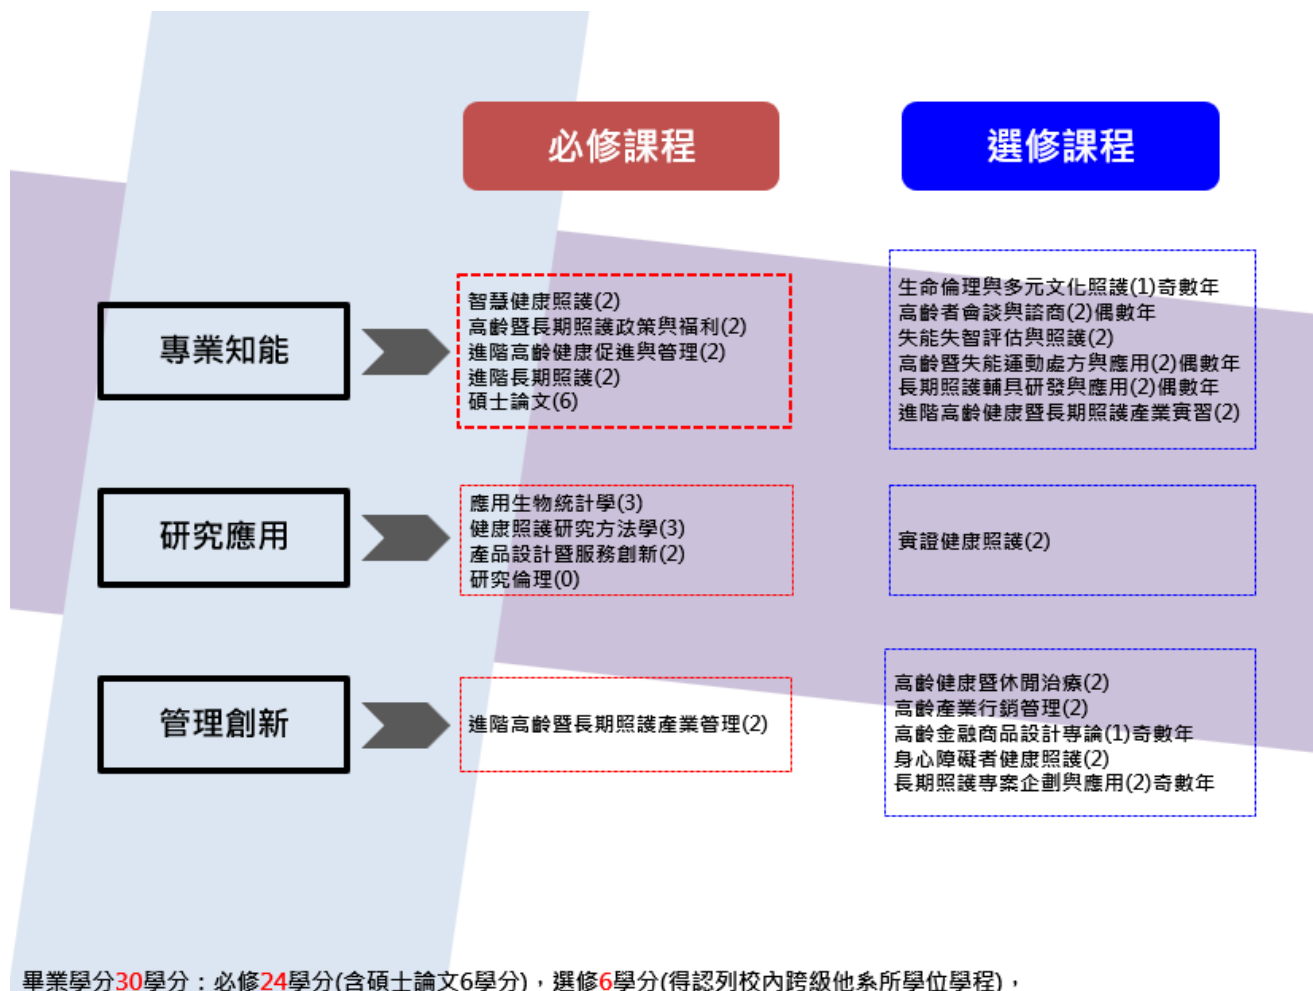 必修課程
選修課程
專業知能
智慧健康照護(2)
高齡暨長期照護政策與福利(2)
進階高齡健康促進與管理(2)
進階長期照護(2)
碩士論文(6)
生命倫理與多元文化照護(1)奇數年
高齡者會談與諮商(2)偶數年
失能失智評估與照護(2)
高齡暨失能運動處方與應用(2)偶數年
長期照護輔具研發與應用(2)偶數年
進階高齡健康暨長期照護產業實習(2)
研究應用
應用生物統計學(3)
健康照護研究方法學(3)
產品設計暨服務創新(2)
研究倫理(0)
實證健康照護(2)
管理創新
進階高齡暨長期照護產業管理(2)
高齡健康暨休閒治療(2)
高齡產業行銷管理(2)
高齡金融商品設計專論(1)奇數年
身心障礙者健康照護(2)
長期照護專案企劃與應用(2)奇數年
畢業學分30學分：必修24學分(含碩士論文6學分)，選修6學分(得認列校內跨級他系所學位學程)，